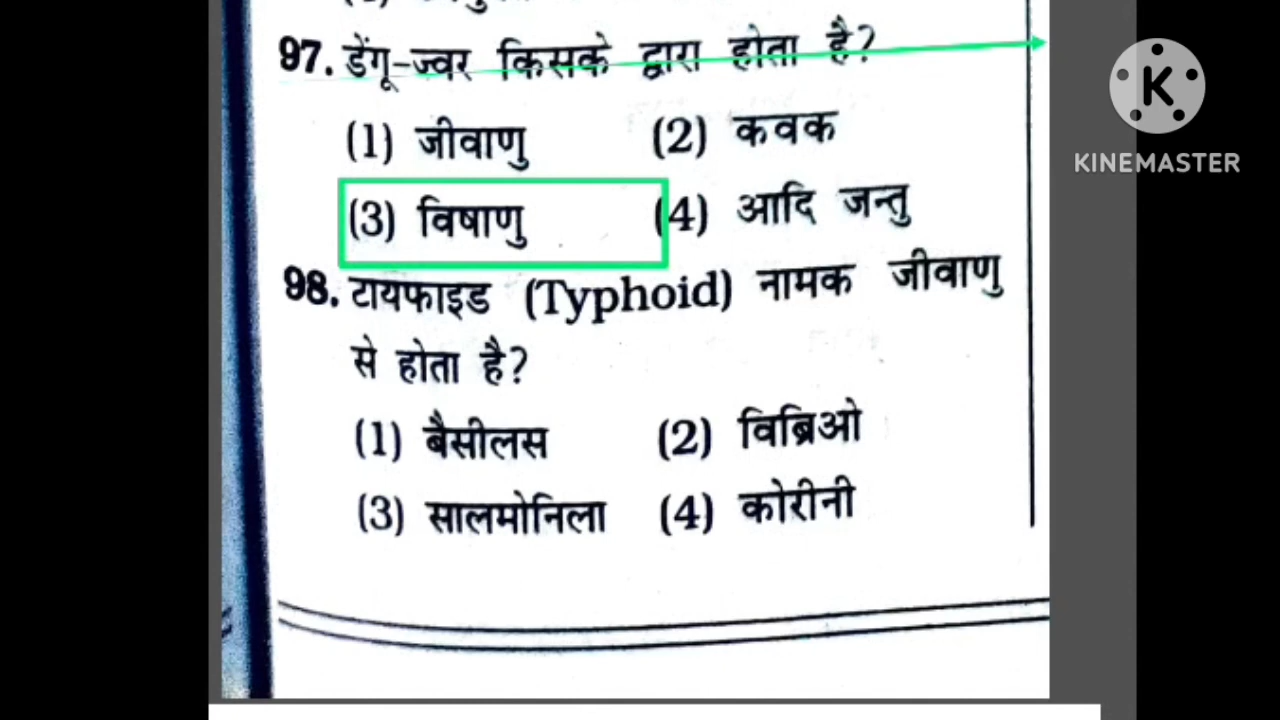 97. डेंगू-ज्वर किसके द्वारा होता है?
(1) जीवाणु (2) कवक
(3) विषाणु (4) आदि जन्तु
98. टायफाइड (Typhoid) नामक जीवाणु
से होता है?
(1) बैसीलस (2) विब्रिओ
(3) सालमोनिला (4) कोरीनी
K
KINEMASTER